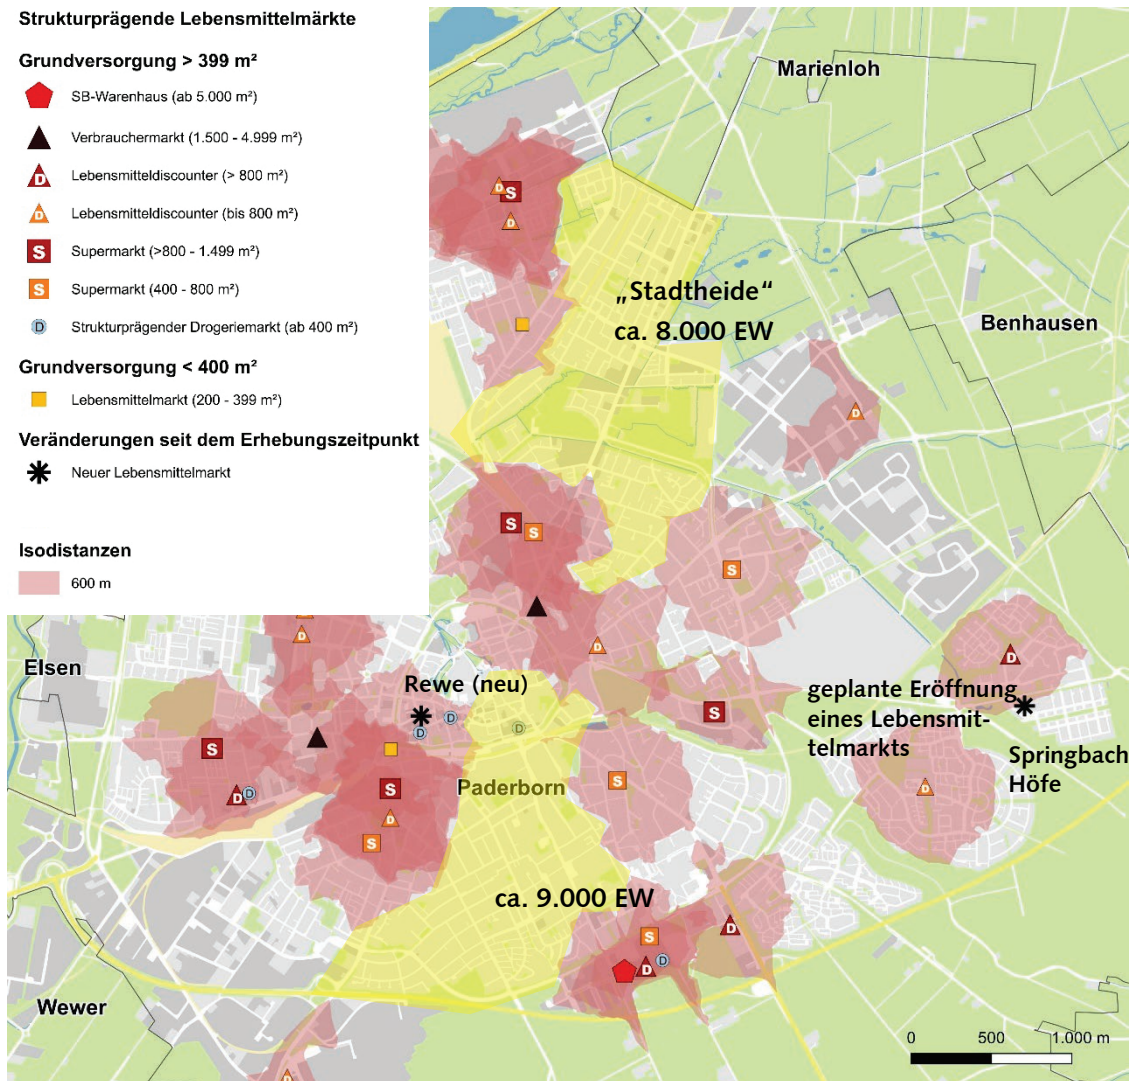 Strukturprägende Lebensmittelmärkte
Grundversorgung > 399 m²
SB-Warenhaus (ab 5.000 m²)
Verbrauchermarkt (1.500 - 4.999 m²)
D
Lebensmitteldiscounter (> 800 m²)
D
Lebensmitteldiscounter (bis 800 m²)
S
Supermarkt (>800 - 1.499 m²)
S
Supermarkt (400 - 800 m²)
D
Strukturprägender Drogeriemarkt (ab 400 m²)
Grundversorgung < 400 m²
Lebensmittelmarkt (200 - 399 m²)
Veränderungen seit dem Erhebungszeitpunkt
Neuer Lebensmittelmarkt
Isodistanzen
600 m
Marienloh
D
S
D
„Stadtheide“
ca. 8.000 EW
Benhausen
D
S
S
S
D
D
D
Elsen
Rewe (neu)
geplante Eröffnung
eines Lebensmit-
telmarkts
S
D
D
D
S
Springbach
Höfe
Paderborn
S
S
D
D
D
D
S
ca. 9.000 EW
D
S
D
D
Wewer
0 500 1.000 m
D